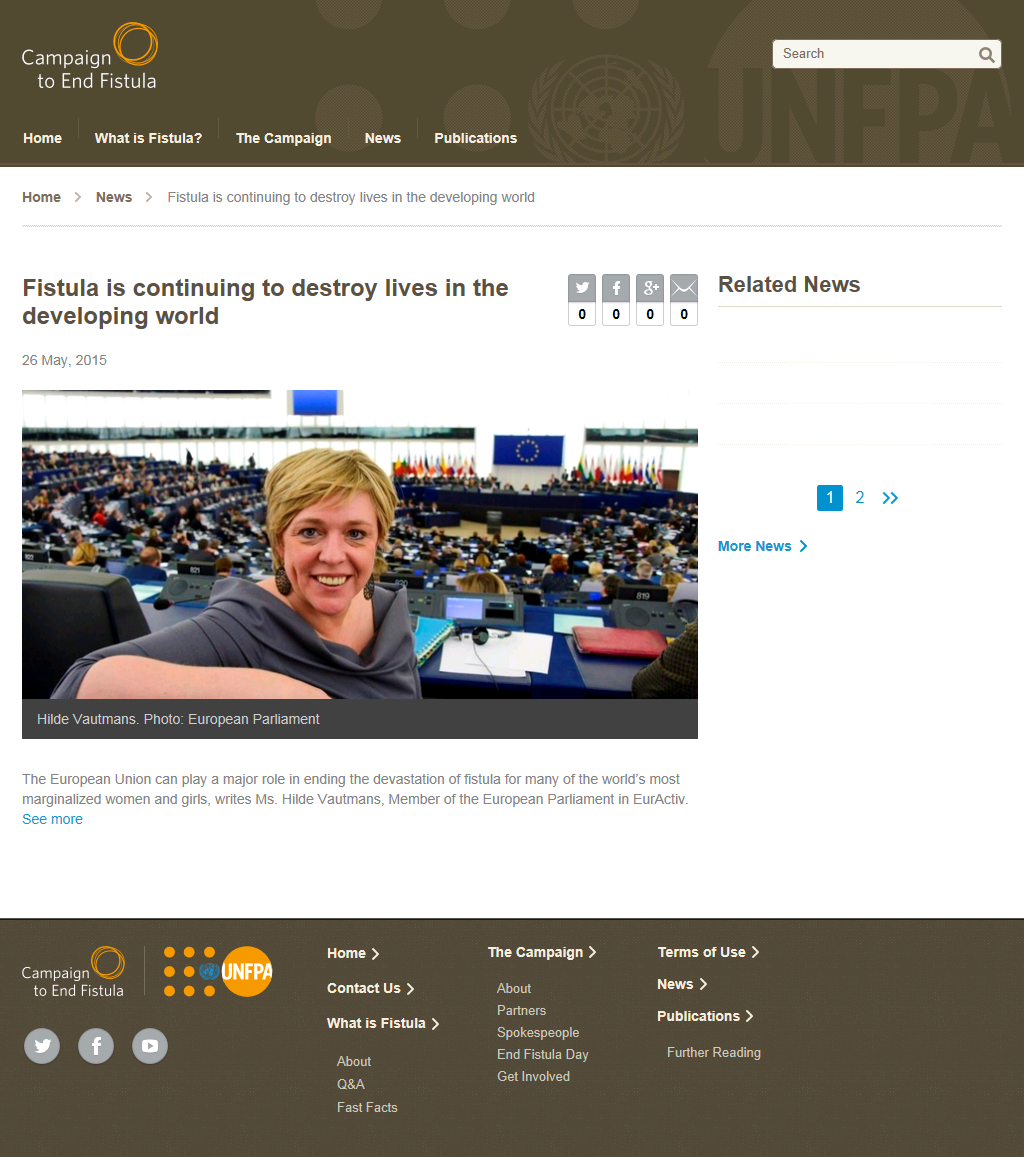 Campaign
to End Fistula
Search
UNFPA
Home
What is Fistula?
The Campaign
News
Publications
Home
News
Fistula is continuing to destroy lives in the developing world
Fistula is continuing to destroy lives in the
developing world
0
0
0
0
Related News
26 May, 2015
1
2
More News
820
821
819
Hilde Vautmans. Photo: European Parliament
The European Union can play a major role in ending the devastation of fistula for many of the world’s most
marginalized women and girls, writes Ms. Hilde Vautmans, Member of the European Parliament in EurActiv.
See more
Campaign
to End Fistula
UNFPA
Home
Contact Us
What is Fistula
About
Q&A
Fast Facts
The Campaign
About
Partners
Spokespeople
End Fistula Day
Get Involved
Terms of Use
News
Publications
Further Reading